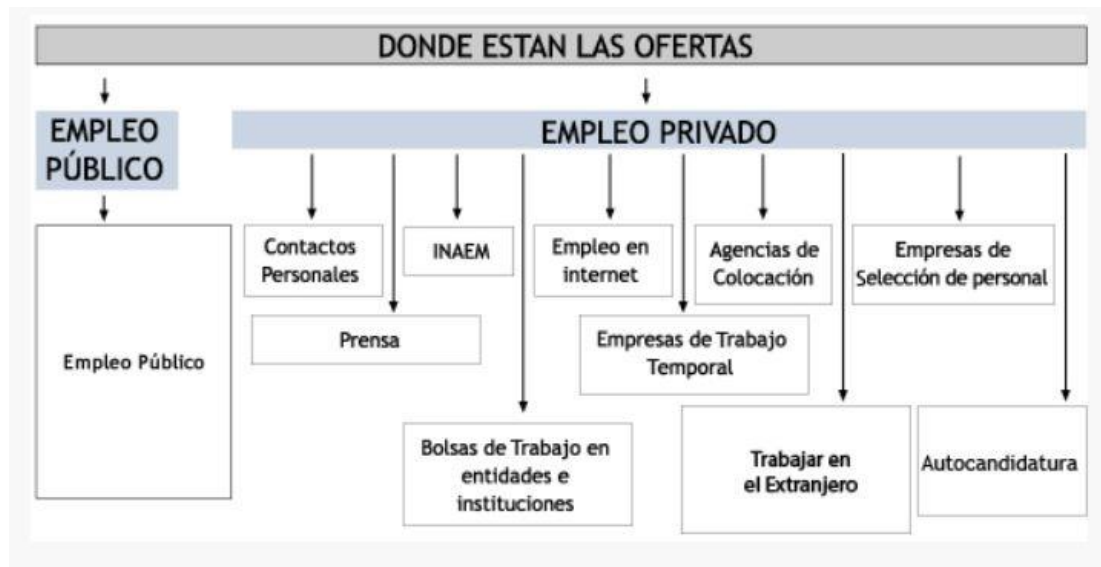 DONDE ESTAN LAS OFERTAS
EMPLEO
PÚBLICO
EMPLEO PRIVADO
Empleo Público
Contactos
Personales
Prensa
INAEM
Bolsas de Trabajo en
entidades e
instituciones
Empleo en
internet
Empresas de Trabajo
Temporal
Agencias de
Colocación
Trabajar en
el Extranjero
Empresas de
Selección de personal
Autocandidatura